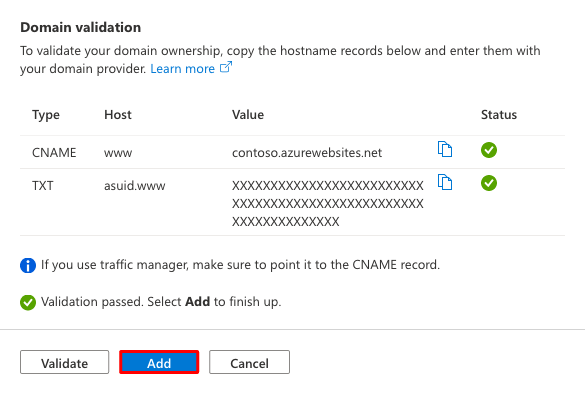 Domain validation
To validate your domain ownership, copy the hostname records below and enter them with
your domain provider. Learn more
Type Host Value Status
CNAME www contoso.azurewebsites.net
TXT asuid.www XXXXXXXXXXXXXXXXXXXXXXXXX
XXXXXXXXXXXXXXXXXXXXXXXXX
XXXXXXXXXXXXXX
If you use traffic manager, make sure to point it to the CNAME record.
Validation passed. Select Add to finish up.
Validate Add Cancel